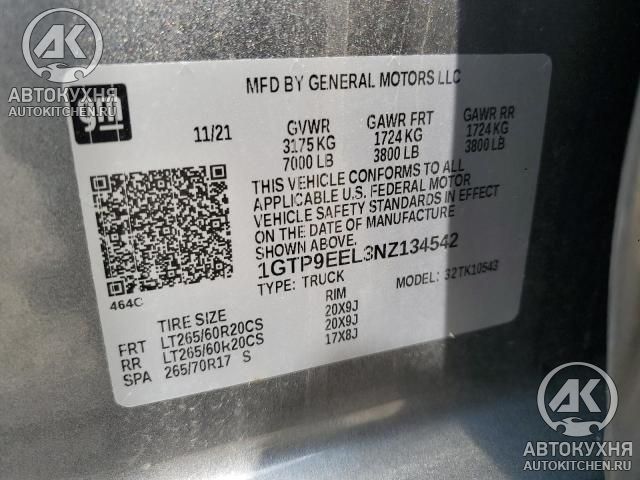 АВТОКУХНЯ
AUTOKITCHEN.RU
gm
MFD BY GENERAL MOTORS LLC
11/21 GVWR GAWR FRT GAWR RR
3175 KG 1724 KG 1724 KG
7000 LB 3800 LB 3800 LB
THIS VEHICLE CONFORMS TO ALL
APPLICABLE U.S. FEDERAL MOTOR
VEHICLE SAFETY STANDARDS IN EFFECT
ON THE DATE OF MANUFACTURE
SHOWN ABOVE.
1GTP9EEL3NZ134542
TYPE: TRUCK MODEL: 32TK10543
464C
TIRE SIZE RIM
FRT LT265/60R20CS 20X9J
RR LT265/60R20CS 20X9J
SPA 265/70R17 S 17X8J
АК
АВТОКУХНЯ
AUTOKITCHEN.RU